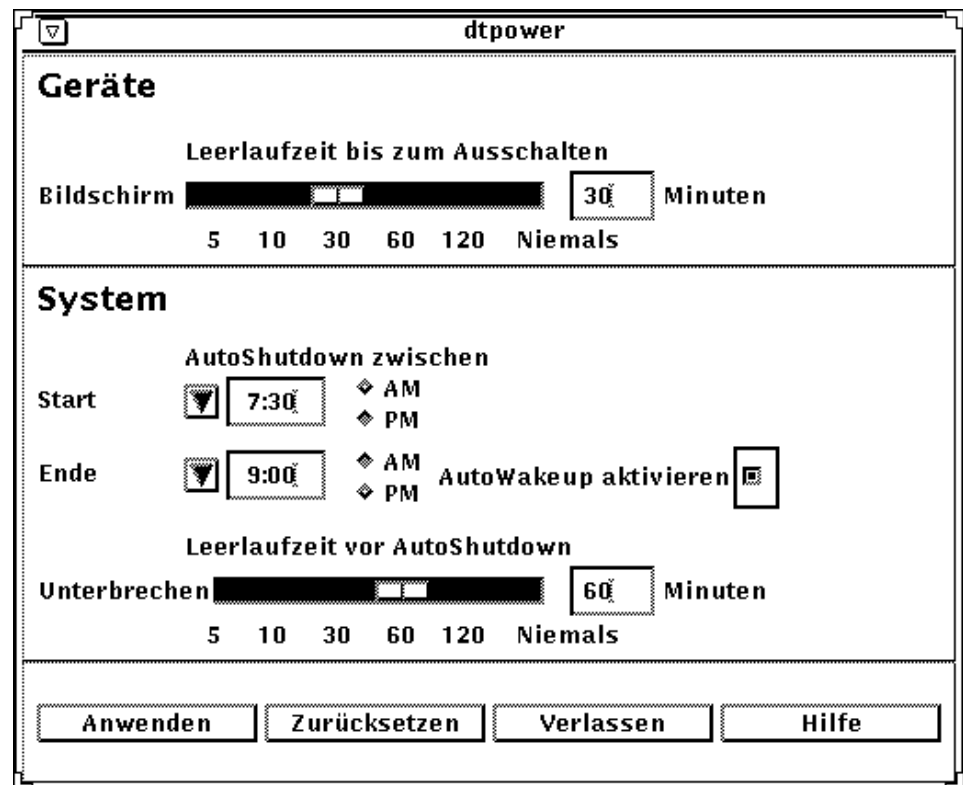 dtpower
Geräte
Leerlaufzeit bis zum Ausschalten
Bildschirm 30 Minuten
5 10 30 60 120 Niemals
System
AutoShutdown zwischen
Start 7:30 AM
PM
Ende 9:00 AM
PM AutoWakeup aktivieren
Leerlaufzeit vor AutoShutdown
Unterbrechen 60 Minuten
5 10 30 60 120 Niemals
Anwenden Zurücksetzen Verlassen Hilfe